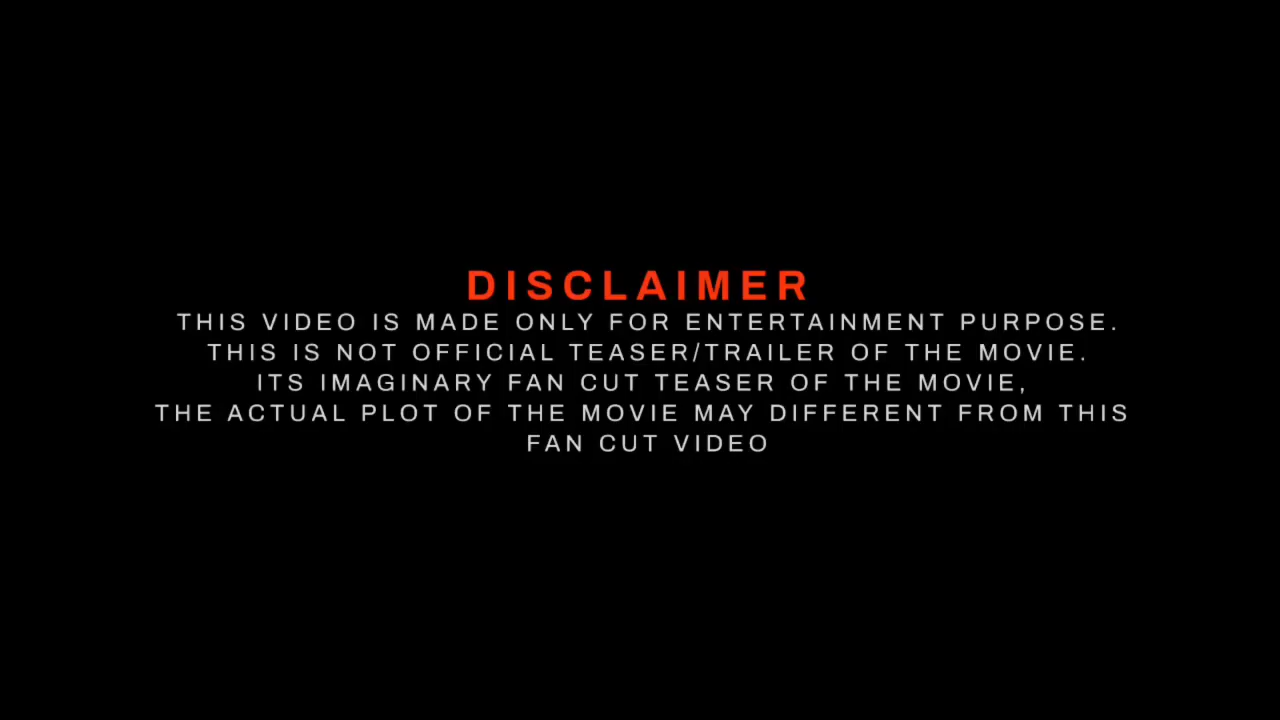 DISCLAIMER
THIS VIDEO IS MADE ONLY FOR ENTERTAINMENT PURPOSE.
THIS IS NOT OFFICIAL TEASER/TRAILER OF THE MOVIE.
ITS IMAGINARY FAN CUT TEASER OF THE MOVIE,
THE ACTUAL PLOT OF THE MOVIE MAY DIFFERENT FROM THIS
FAN CUT VIDEO